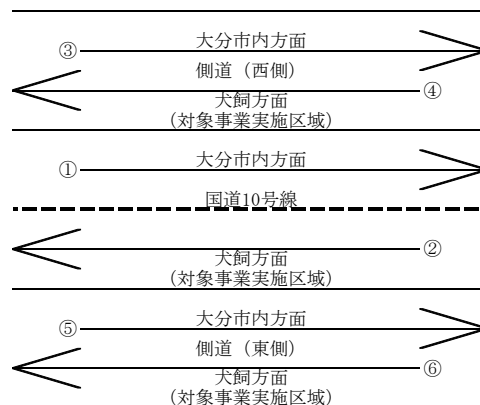 大分市内方面
③
側道（西側）
④
犬飼方面
(対象事業実施区域)
大分市内方面
①
国道10号線
②
犬飼方面
(対象事業実施区域)
大分市内方面
⑤
側道（東側）
⑥
犬飼方面
(対象事業実施区域)